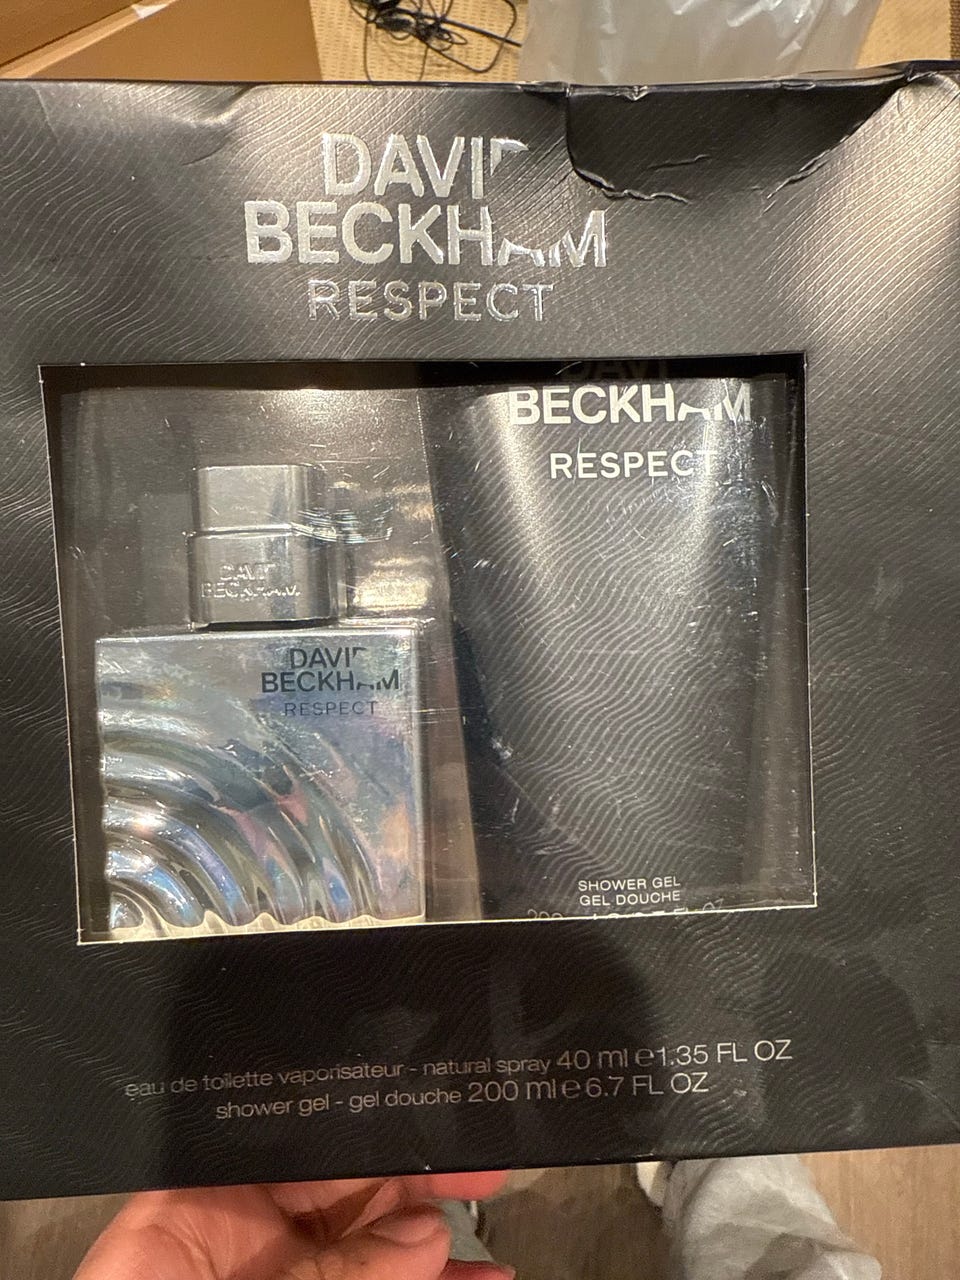 DAVID
BECKHAM
RESPECT
BECKHAM
RESPECT
DAVID
BECKHAM
DAVID
BECKHAM
RESPECT
SHOWER GEL
GEL DOUCHE
eau de toilette vaporisateur - natural spray 40 ml e 1.35 FL OZ
shower gel - gel douche 200 ml e 6.7 FL OZ